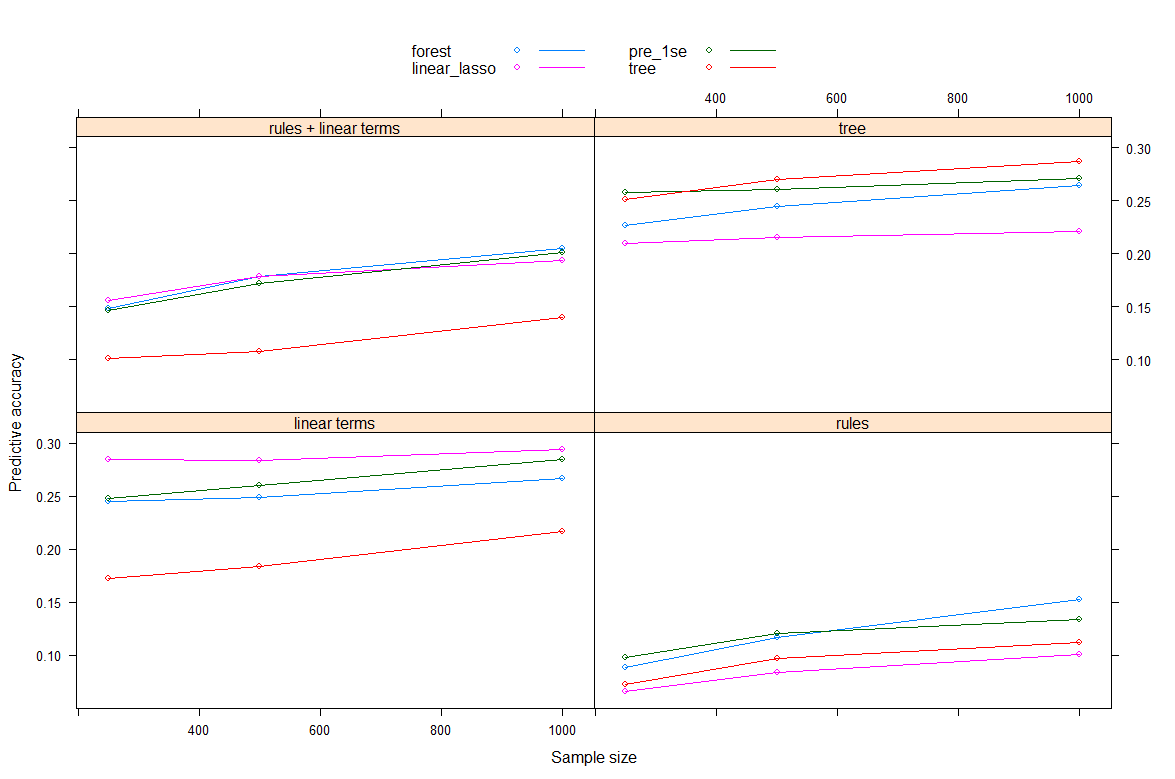 forest pre_1se
linear_lasso tree
400 600 800 1000
rules + linear terms tree
0.30
0.25
0.20
0.15
0.10
linear terms rules
0.30
0.25
0.20
0.15
0.10
Predictive accuracy
400 600 800 1000
Sample size